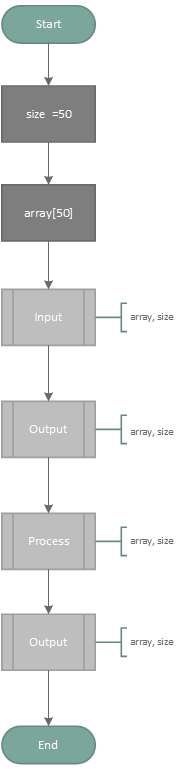 Start
size =50
array[50]
Input
array, size
Output
array, size
Process
array, size
Output
array, size
End